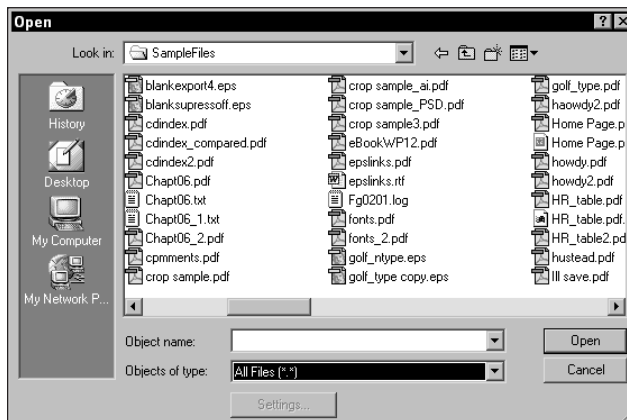 Open
Look in: SampleFiles
History
Desktop
My Computer
My Network P...
blankexport4.eps
blanksupressoff.eps
cdindex.pdf
cdindex_compared.pdf
cdindex2.pdf
Chapt06.pdf
Chapt06.txt
Chapt06_1.txt
Chapt06_2.pdf
cpmments.pdf
crop sample.pdf
crop sample_ai.pdf
crop sample_PSD.pdf
crop sample3.pdf
eBookWP12.pdf
epslinks.pdf
epslinks.rtf
Fg0201.log
fonts.pdf
fonts_2.pdf
golf_ntype.eps
golf_type copy.eps
golf_type.pdf
haowdy2.pdf
Home Page.p
Home Page.p
howdy.pdf
howdy2.pdf
HR_table.pdf
HR_table.pdf.
HR_table2.pd
hustead.pdf
Ill save.pdf
Object name:
Open
Objects of type: All Files (*.*)
Cancel
Settings...